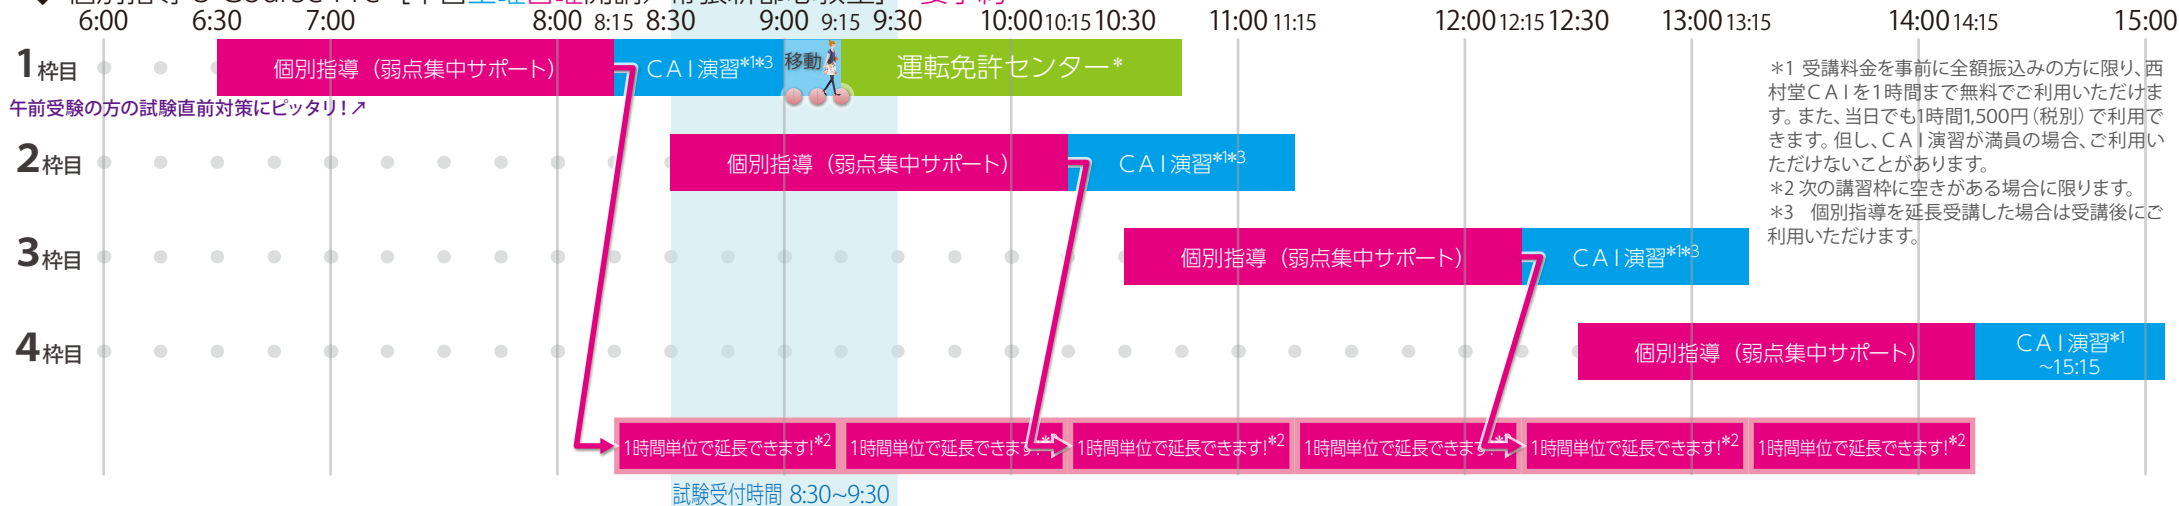 6:00 6:30 7:00 8:00 8:15 8:30 9:00 9:15 9:30 10:00 10:15 10:30 11:00 11:15 12:00 12:15 12:30 13:00 13:15 14:00 14:15 15:00
1枠目 個別指導（弱点集中サポート） CAI演習*1*3 移動 運転免許センター*
午前受験の方の試験直前対策にピッタリ！↗
2枠目 個別指導（弱点集中サポート） CAI演習*1*3
3枠目 個別指導（弱点集中サポート） CAI演習*1*3
4枠目 個別指導（弱点集中サポート） CAI演習*1
~15:15
1時間単位で延長できます!*2 1時間単位で延長できます! 1時間単位で延長できます!*2 1時間単位で延長できます 1時間単位で延長できます!*2 1時間単位で延長できます!*2
試験受付時間 8:30~9:30
*1 受講料金を事前に全額振込みの方に限り、西
村堂CAIを1時間まで無料でご利用いただけま
す。また、当日でも1時間1,500円（税別）で利用で
きます。但し、CAI演習が満員の場合、ご利用い
ただけないことがあります。
*2 次の講習枠に空きがある場合に限ります。
*3　個別指導を延長受講した場合は受講後にご
利用いただけます。